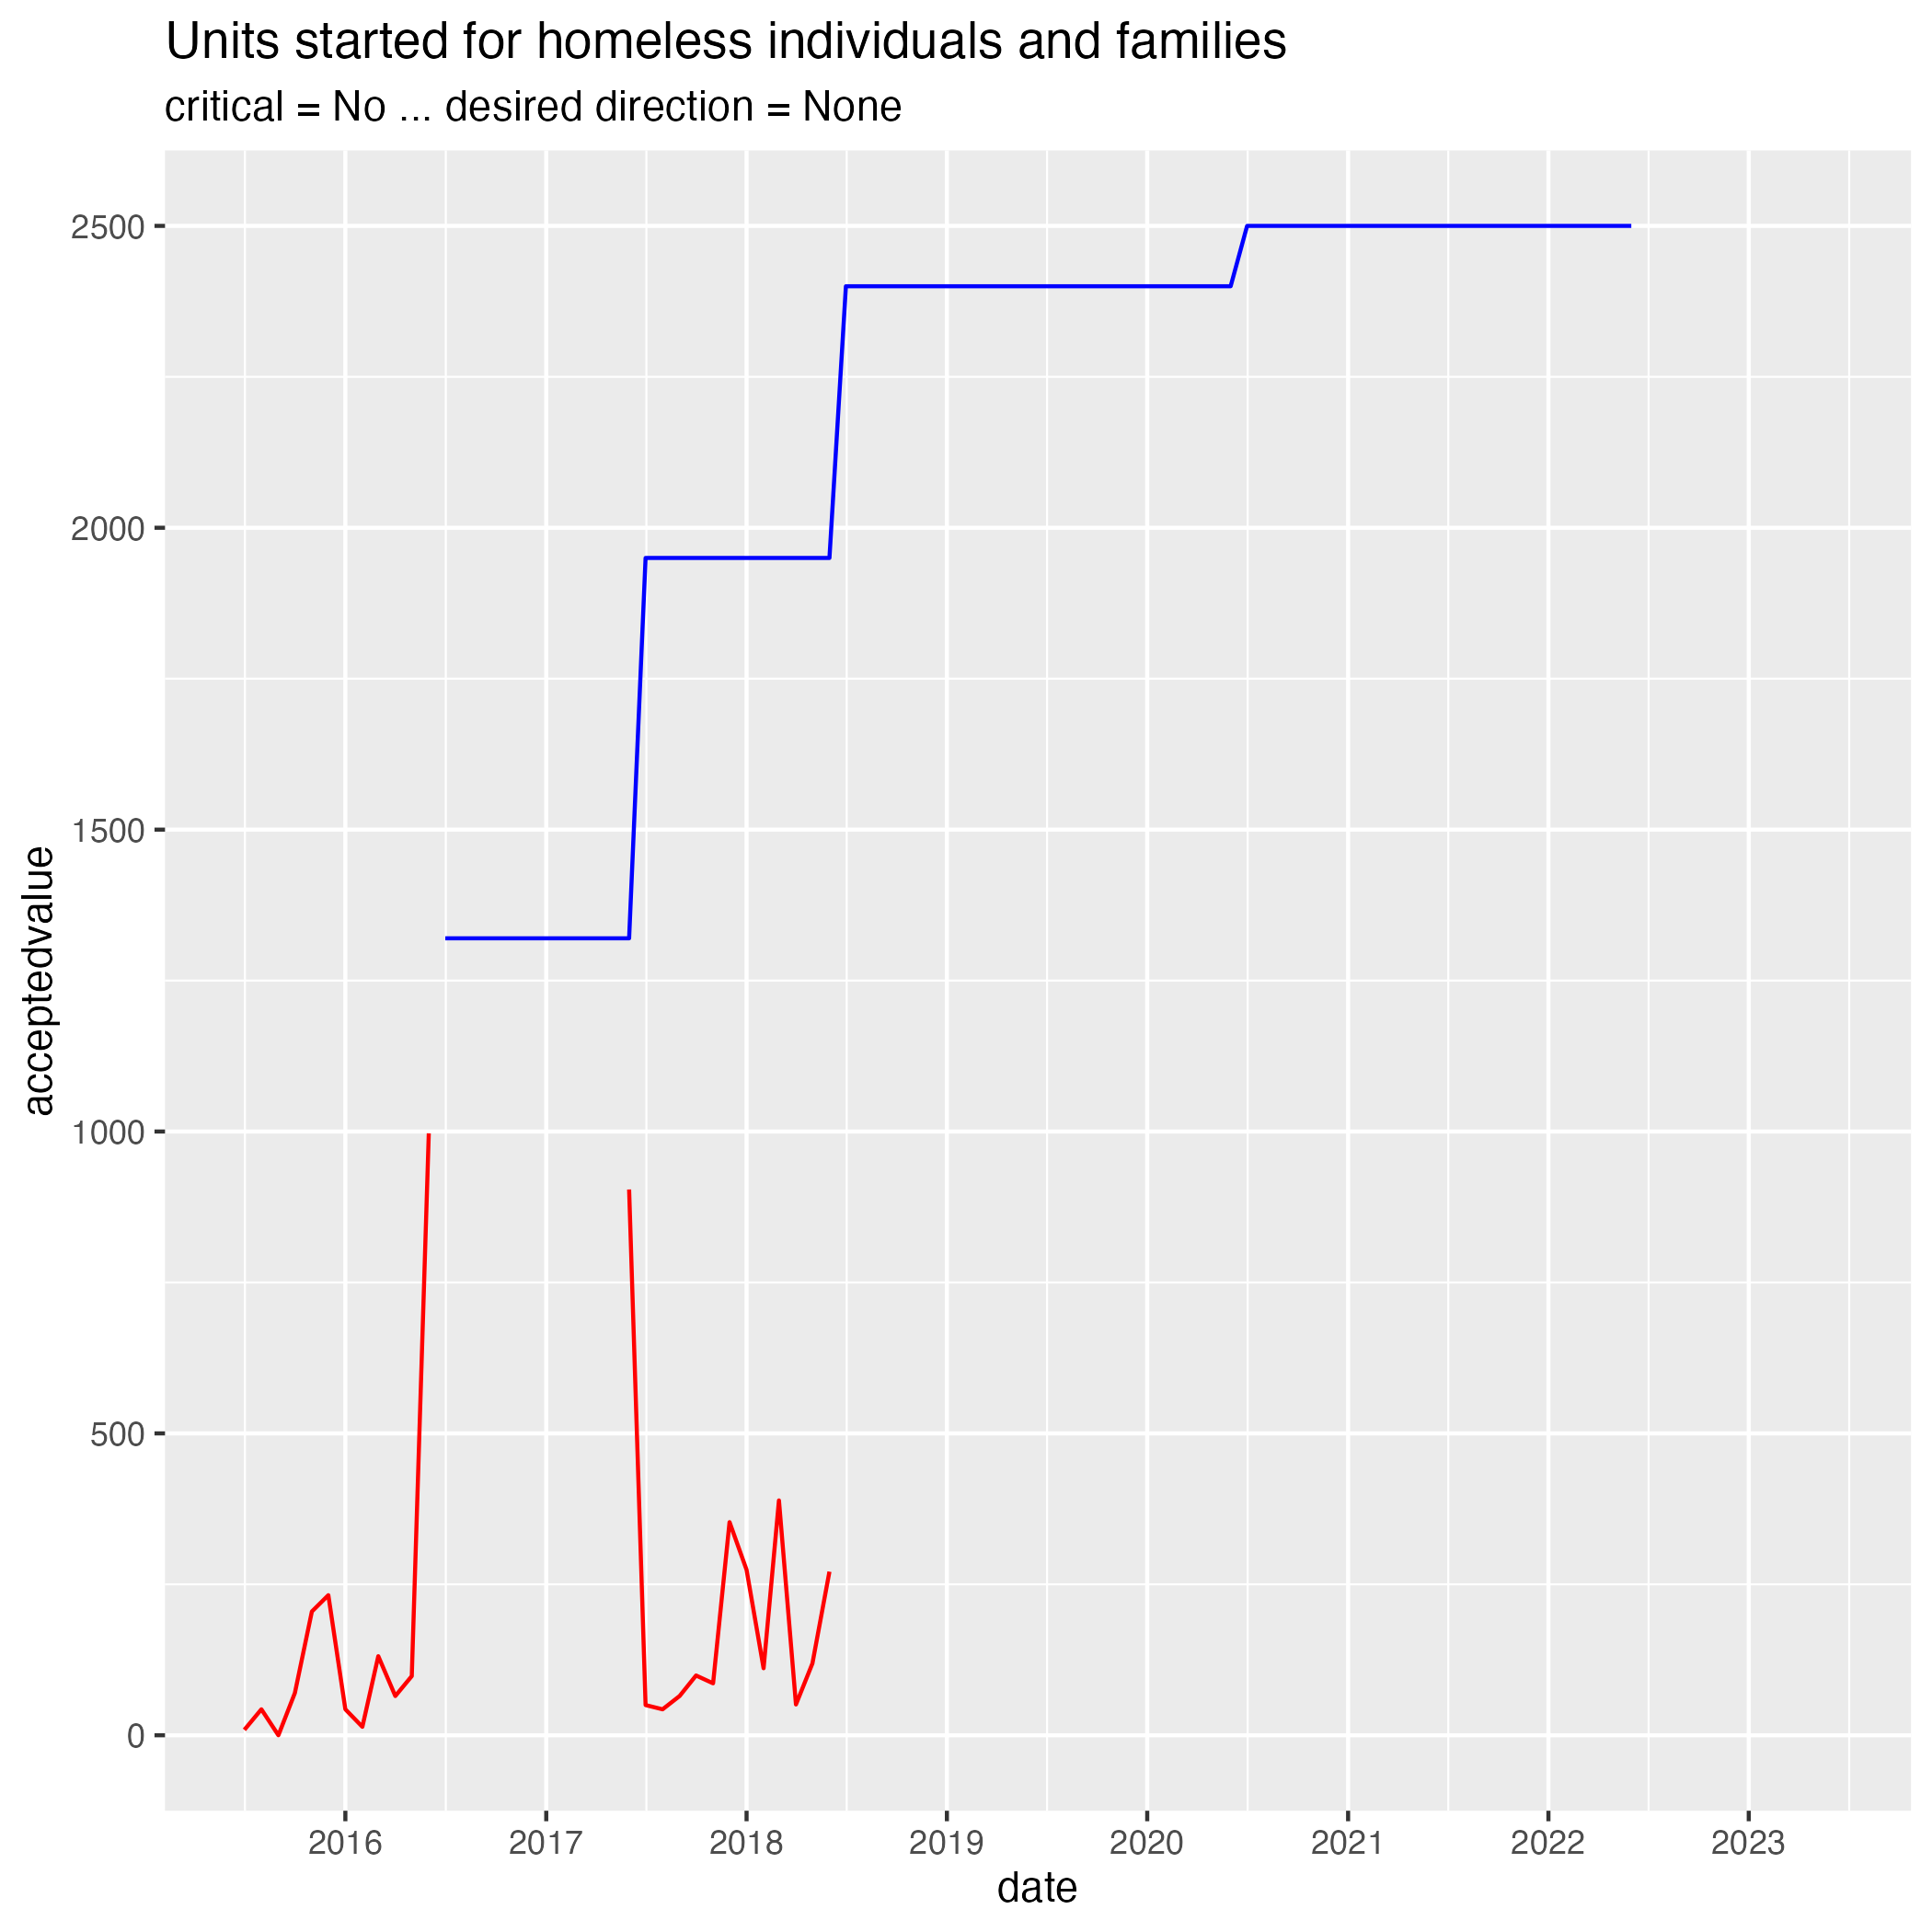 Units started for homeless individuals and families
critical = No ... desired direction = None
acceptedvalue
2500
2000
1500
1000
500
0
2016 2017 2018 2019 2020 2021 2022 2023
date